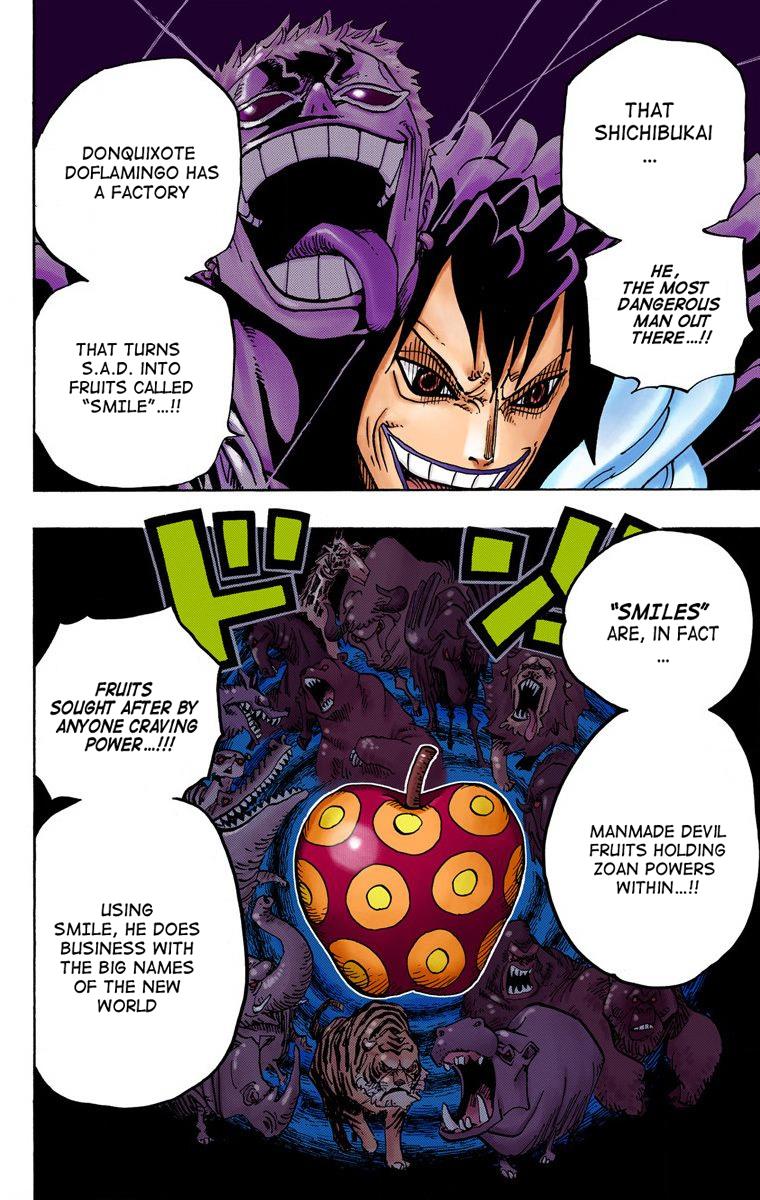 THAT
SHICHIBUKAI
...
HE,
THE MOST
DANGEROUS
MAN OUT
THERE...!!
DONQUIXOTE
DOFLAMINGO HAS
A FACTORY
THAT TURNS
S.A.D. INTO
FRUITS CALLED
“SMILE”...!!
ドンッ
“SMILES”
ARE, IN FACT
...
MANMADE DEVIL
FRUITS HOLDING
ZOAN POWERS
WITHIN...!!
FRUITS
SOUGHT AFTER BY
ANYONE CRAVING
POWER...!!!
USING
SMILE, HE DOES
BUSINESS WITH
THE BIG NAMES
OF THE NEW
WORLD